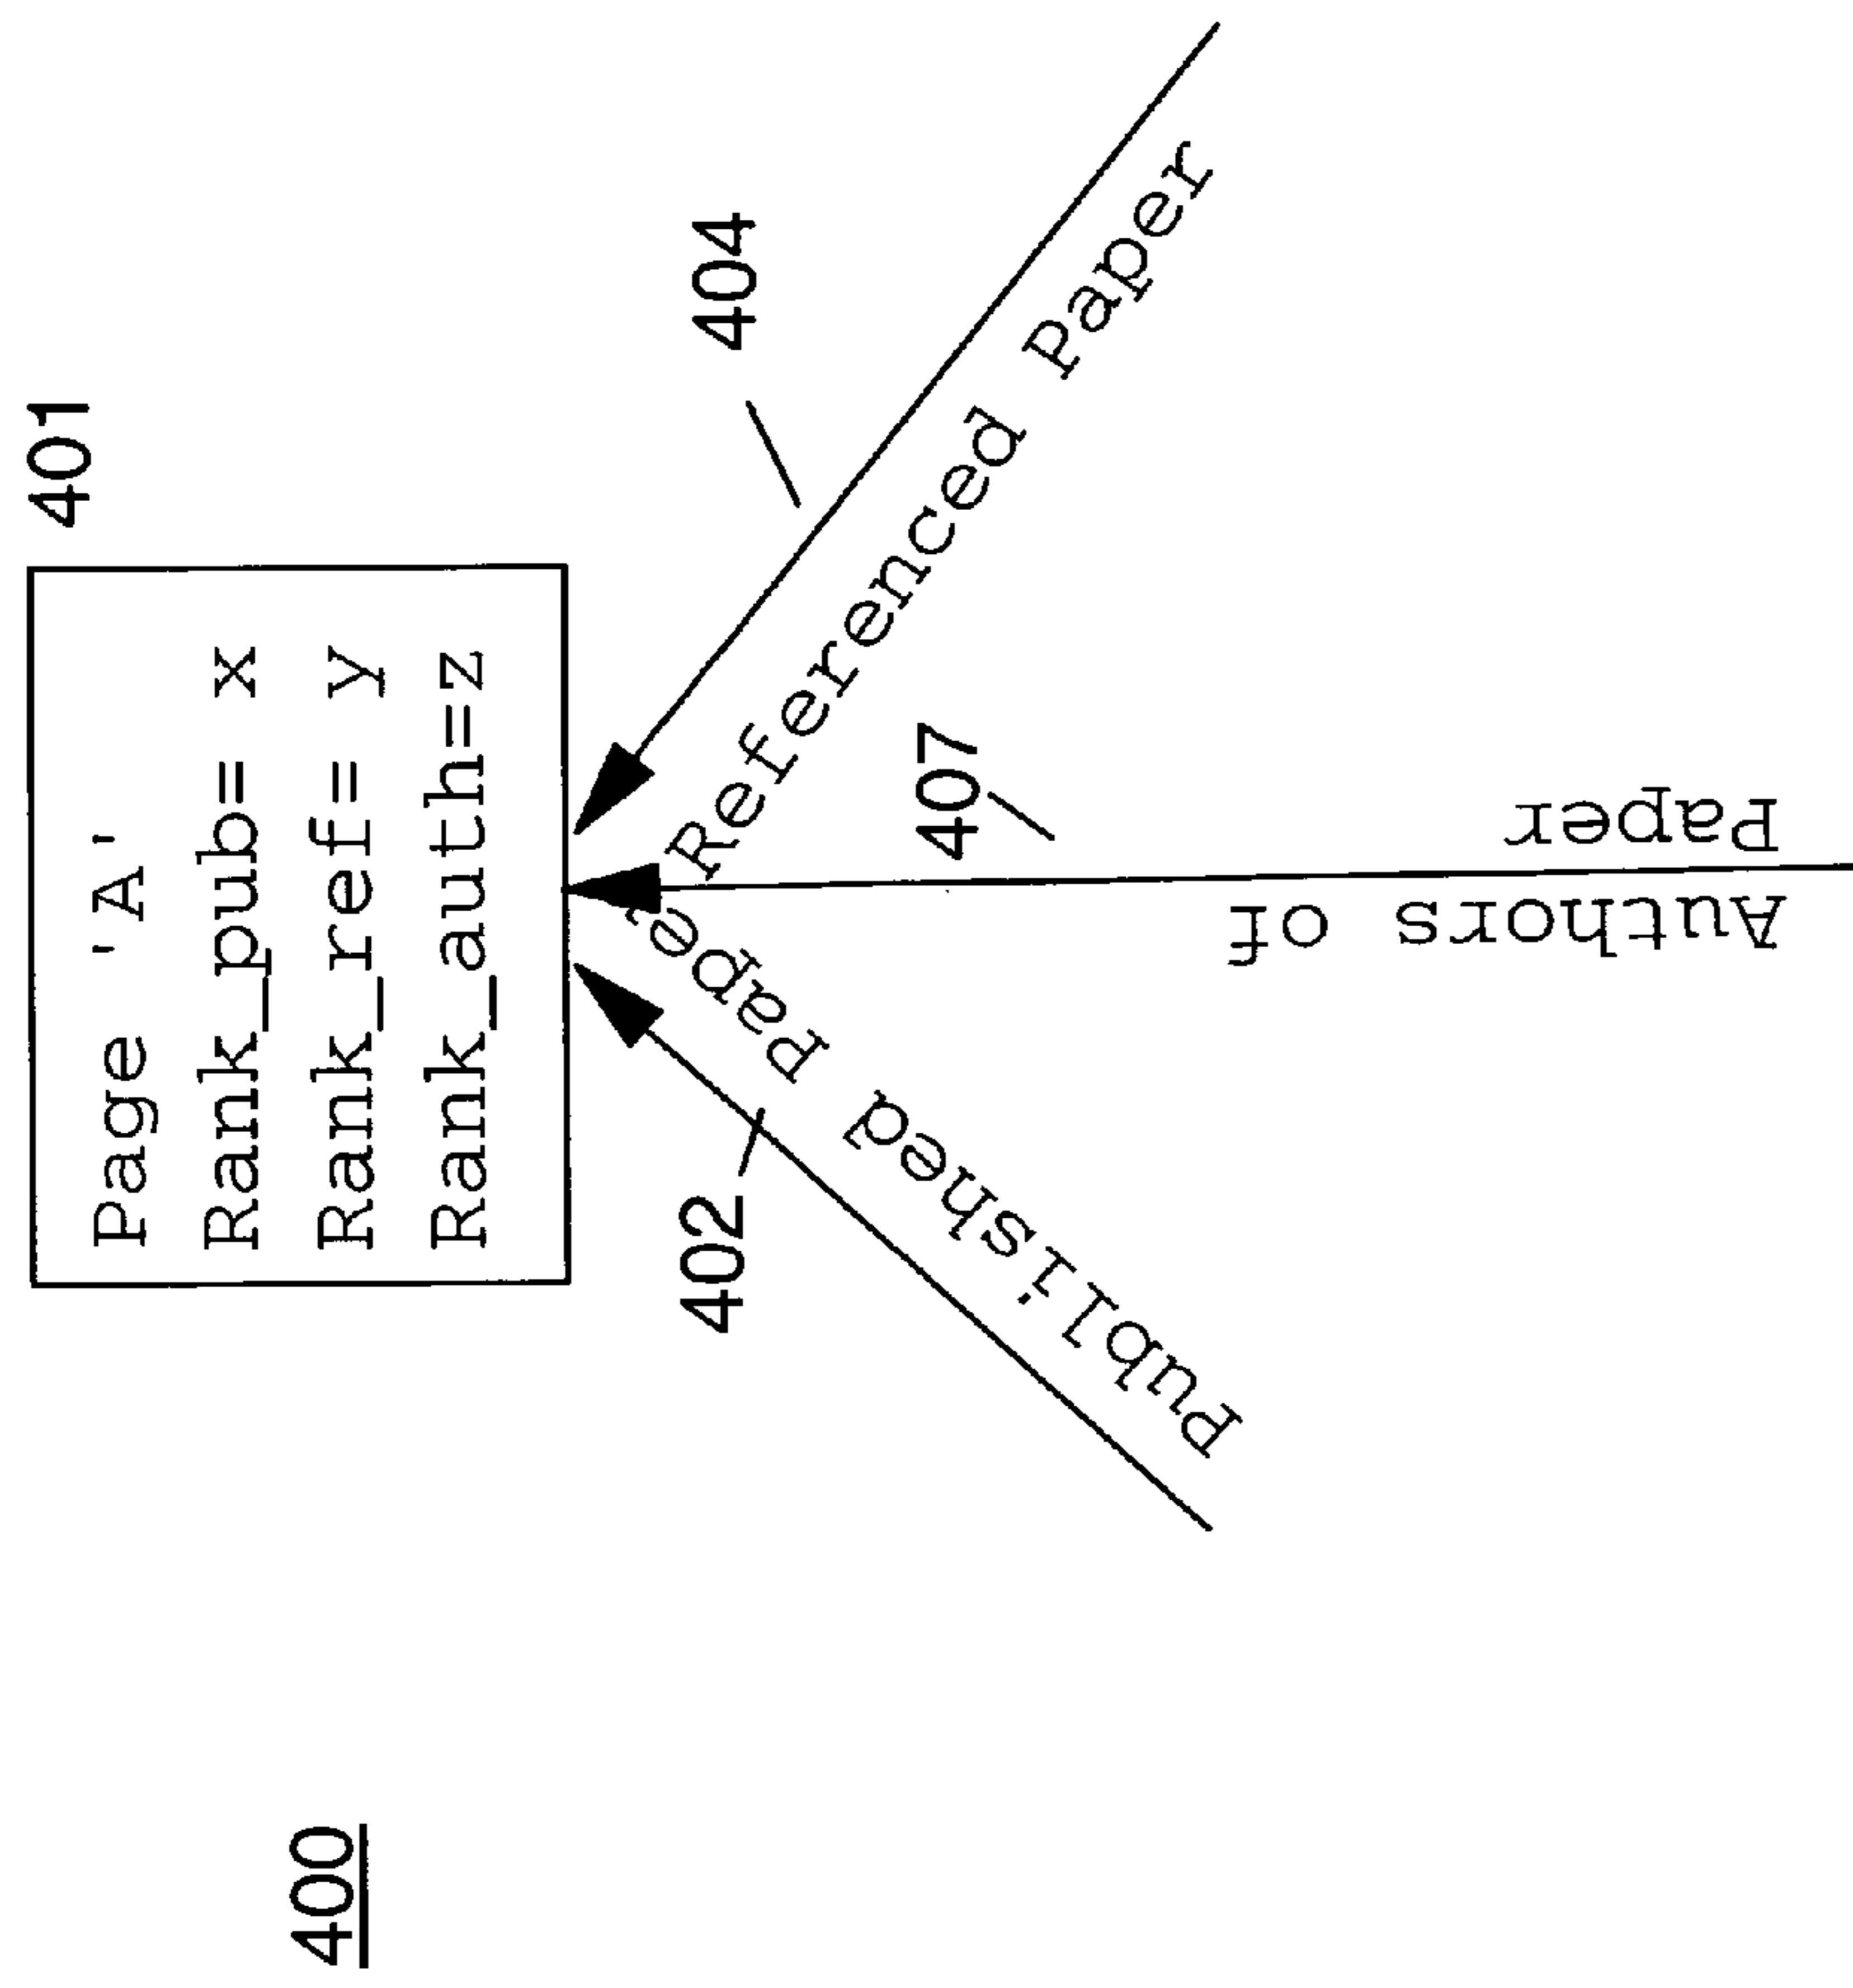 400
401
Page 'A'
Rank_pub= x
Rank_ref= y
Rank_auth=z
402
Published Paper
404
Referenced Paper
407
Authors of
Paper